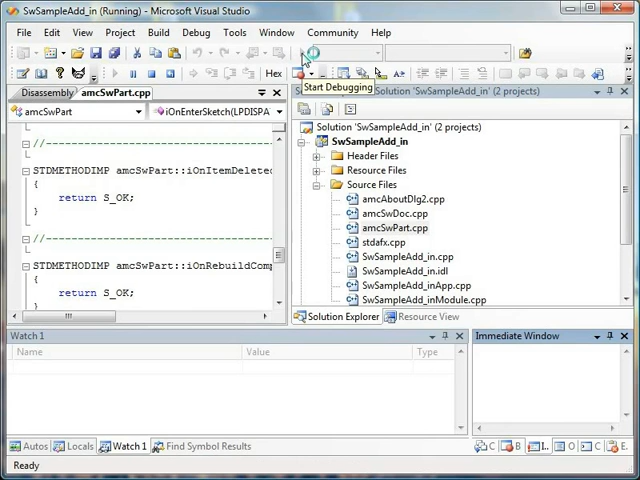 SwSampleAdd_in (Running) - Microsoft Visual Studio
File Edit View Project Build Debug Tools Window Community Help
Hex
Start Debugging
Disassembly amcSwPart.cpp
SwSampleAdd_in' (2 projects)
amcSwPart iOnEnterSketch(LPDISPA
//
STDMETHODIMP amcSwPart::iOnItemDeleted
{
return S_OK;
}
//
STDMETHODIMP amcSwPart::iOnRebuildComp
{
return S_OK;
}
Solution 'SwSampleAdd_in' (2 projects)
SwSampleAdd_in
Header Files
Resource Files
Source Files
amcAboutDlg2.cpp
amcSwDoc.cpp
amcSwPart.cpp
stdafx.cpp
SwSampleAdd_in.cpp
SwSampleAdd_in.idl
SwSampleAdd_inApp.cpp
SwSampleAdd_inModule.cpp
Solution Explorer Resource View
Watch 1
Name Value Type
Immediate Window
Autos Locals Watch 1 Find Symbol Results
C B I.. O C E.
Ready